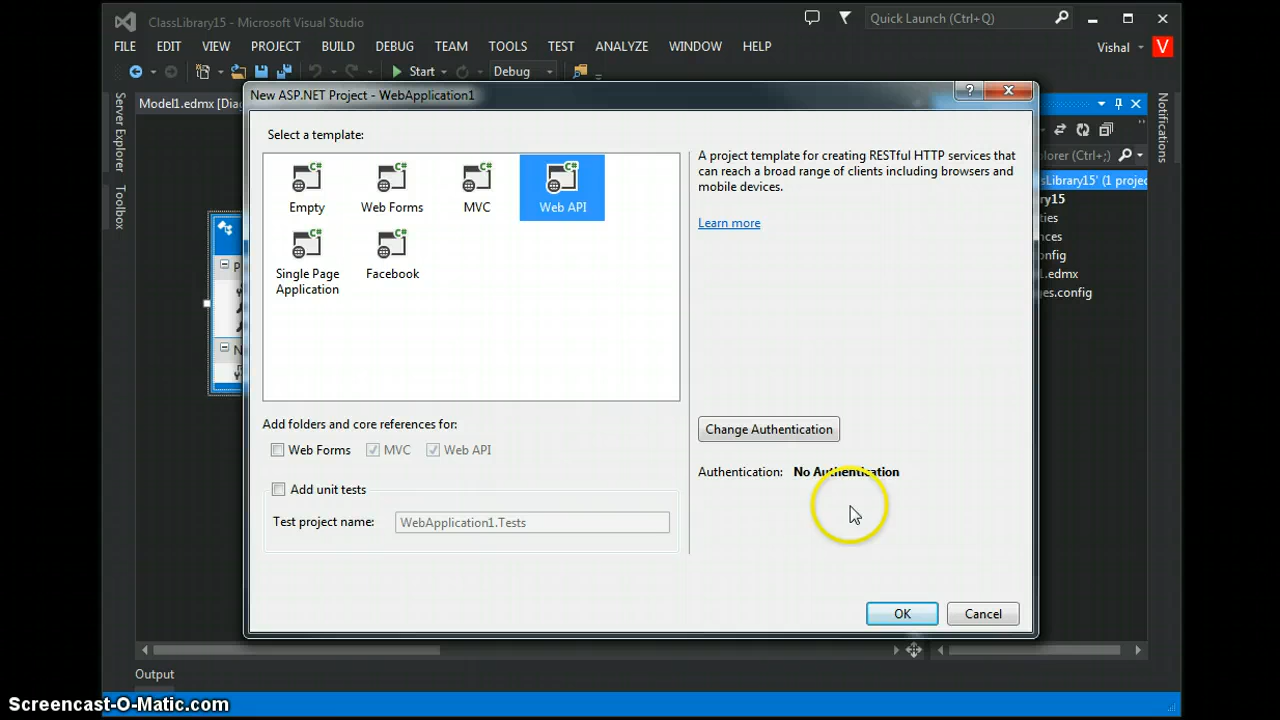 ClassLibrary15 - Microsoft Visual Studio
Quick Launch (Ctrl+Q)
FILE EDIT VIEW PROJECT BUILD DEBUG TEAM TOOLS TEST ANALYZE WINDOW HELP
Vishal V
Start Debug
Server Explorer
Toolbox
Model1.edmx [Dia
New ASP.NET Project - WebApplication1
?
Select a template:
C# Empty
C# Web Forms
C# MVC
C# Web API
C# Single Page
Application
C# Facebook
A project template for creating RESTful HTTP services that
can reach a broad range of clients including browsers and
mobile devices.
Learn more
Add folders and core references for:
Web Forms MVC Web API
Add unit tests
Test project name: WebApplication1.Tests
Change Authentication
Authentication: No Authentication
OK Cancel
Notifications
plorer (Ctrl+;)
ssLibrary15' (1 projec
ry15
ties
nces
onfig
1.edmx
ges.config
P
N
Output
Screencast-O-Matic.com